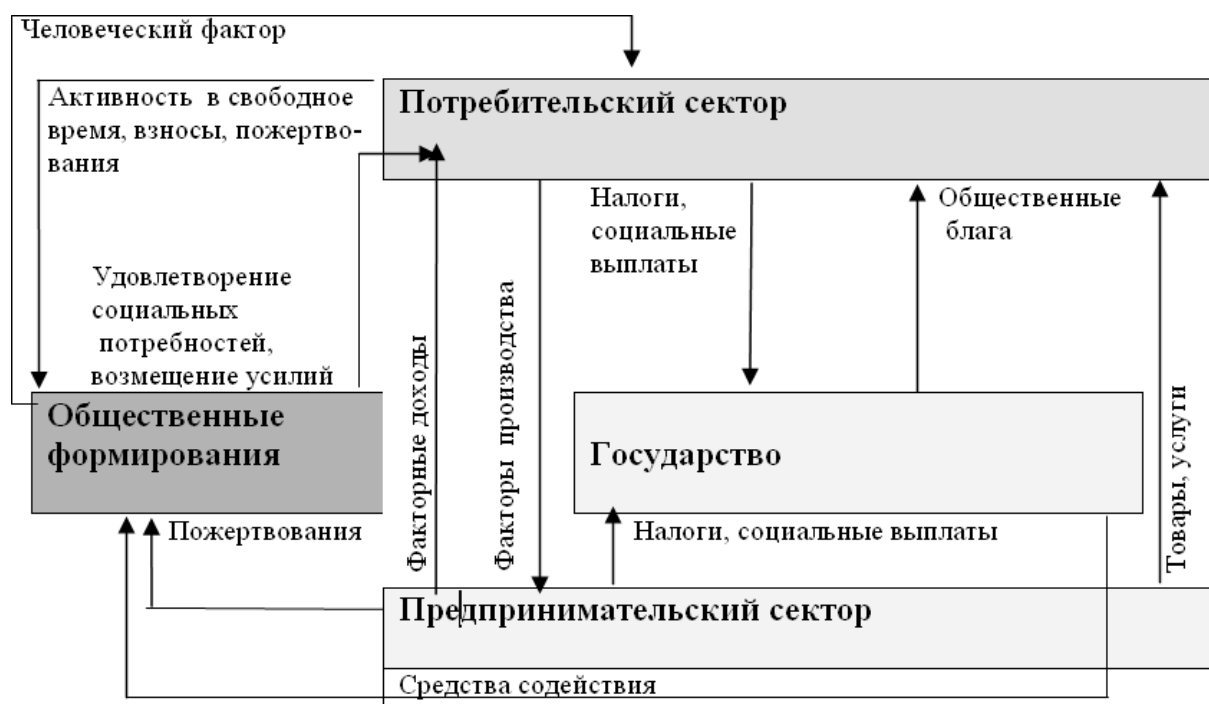 Человеческий фактор
Активность в свободное
время, взносы, пожертво-
вания
Потребительский сектор
Налоги,
социальные
выплаты
Общественные
блага
Удовлетворение
социальных
потребностей,
возмещение усилий
Факторные доходы
Факторы производства
Товары, услуги
Общественные
формирования
Государство
Пожертвования
Налоги, социальные выплаты
Предпринимательский сектор
Средства содействия